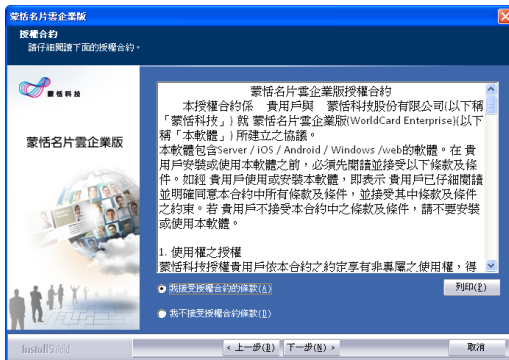 蒙恬名片雲企業版
授權合約
請仔細閱讀下面的授權合約。
蒙恬科技
蒙恬名片雲企業版
蒙恬名片雲企業版授權合約
本授權合約係 貴用戶與 蒙恬科技股份有限公司(以下稱
「蒙恬科技」) 就 蒙恬名片雲企業版(WorldCard Enterprise)(以下
稱「本軟體」) 所建立之協議。
本軟體包含Server / iOS / Android / Windows /web的軟體。在 貴
用戶安裝或使用本軟體之前，必須先閱讀並接受以下條款及條
件。如經 貴用戶使用或安裝本軟體，即表示 貴用戶已仔細閱讀
並明確同意本合約中所有條款及條件，並接受其中條款及條件
之約束。若 貴用戶不接受本合約中之條款及條件，請不要安裝
或使用本軟體。
1. 使用權之授權
蒙恬科技授權貴用戶依本合約之約定享有非專屬之使用權，得
我接受授權合約的條款(A)
列印(P)
我不接受授權合約條款(D)
InstallShield
< 上一步(B)
下一步(N) >
取消